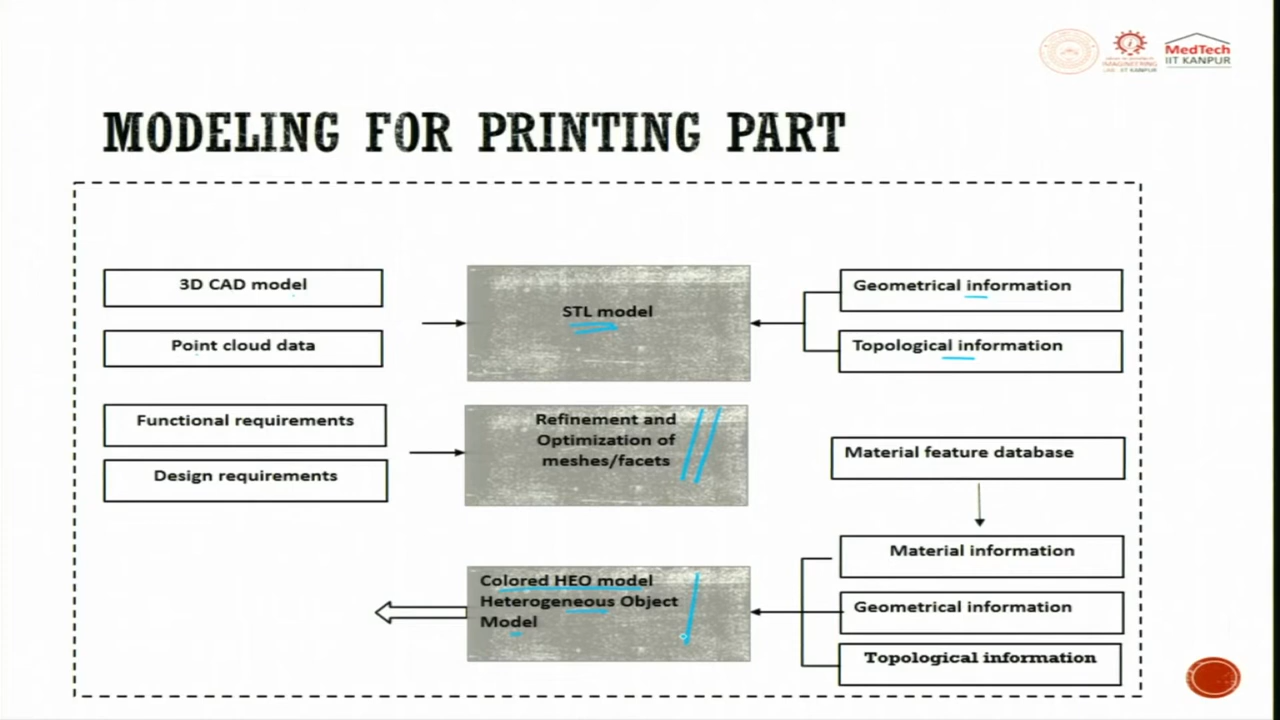 MedTech
IIT KANPUR
MODELING FOR PRINTING PART
3D CAD model
Point cloud data
STL model
Geometrical information
Topological information
Functional requirements
Design requirements
Refinement and
Optimization of
meshes/facets
Material feature database
Colored HEO model
Heterogeneous Object
Model
Material information
Geometrical information
Topological information